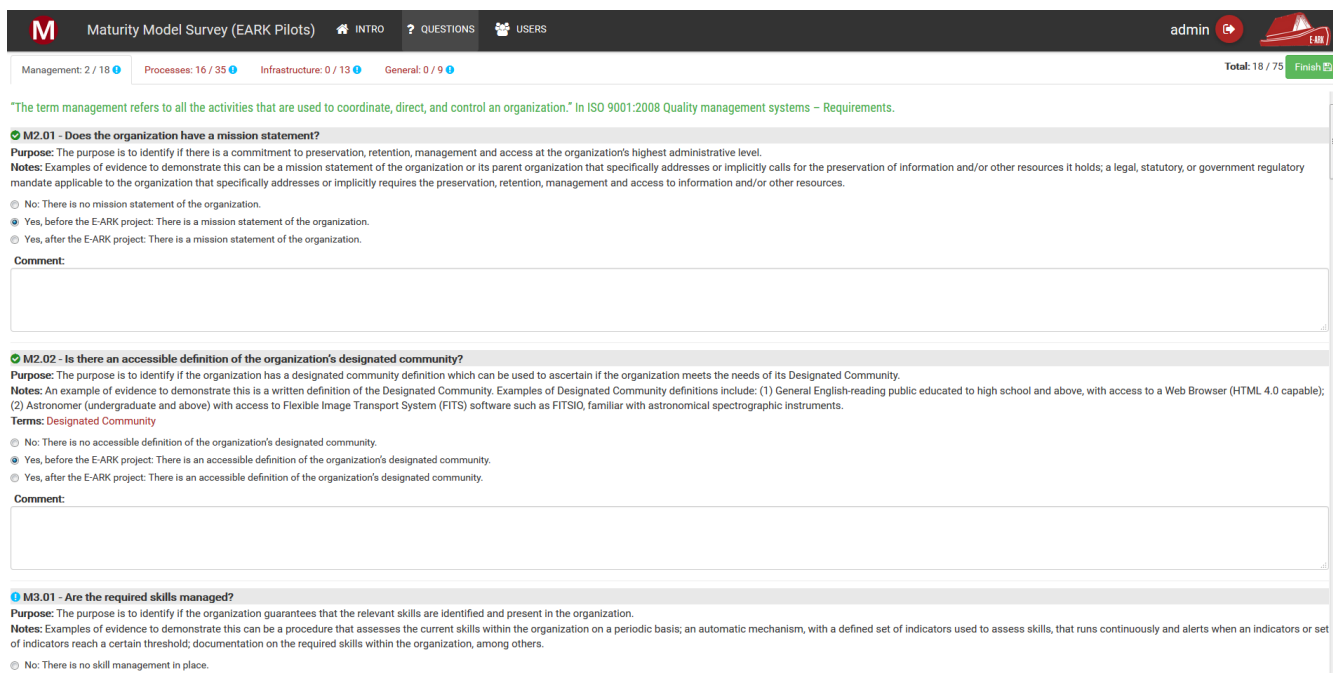 M Maturity Model Survey (EARK Pilots) INTRO ? QUESTIONS USERS admin E-ARK
Management: 2 / 18 Processes: 16 / 35 Infrastructure: 0 / 13 General: 0 / 9 Total: 18 / 75 Finish
"The term management refers to all the activities that are used to coordinate, direct, and control an organization." In ISO 9001:2008 Quality management systems – Requirements.
M2.01 - Does the organization have a mission statement?
Purpose: The purpose is to identify if there is a commitment to preservation, retention, management and access at the organization's highest administrative level.
Notes: Examples of evidence to demonstrate this can be a mission statement of the organization or its parent organization that specifically addresses or implicitly calls for the preservation of information and/or other resources it holds; a legal, statutory, or government regulatory
mandate applicable to the organization that specifically addresses or implicitly requires the preservation, retention, management and access to information and/or other resources.
No: There is no mission statement of the organization.
Yes, before the E-ARK project: There is a mission statement of the organization.
Yes, after the E-ARK project: There is a mission statement of the organization.
Comment:
M2.02 - Is there an accessible definition of the organization's designated community?
Purpose: The purpose is to identify if the organization has a designated community definition which can be used to ascertain if the organization meets the needs of its Designated Community.
Notes: An example of evidence to demonstrate this is a written definition of the Designated Community. Examples of Designated Community definitions include: (1) General English-reading public educated to high school and above, with access to a Web Browser (HTML 4.0 capable);
(2) Astronomer (undergraduate and above) with access to Flexible Image Transport System (FITS) software such as FITSIO, familiar with astronomical spectrographic instruments.
Terms: Designated Community
No: There is no accessible definition of the organization's designated community.
Yes, before the E-ARK project: There is an accessible definition of the organization's designated community.
Yes, after the E-ARK project: There is an accessible definition of the organization's designated community.
Comment:
M3.01 - Are the required skills managed?
Purpose: The purpose is to identify if the organization guarantees that the relevant skills are identified and present in the organization.
Notes: Examples of evidence to demonstrate this can be a procedure that assesses the current skills within the organization on a periodic basis; an automatic mechanism, with a defined set of indicators used to assess skills, that runs continuously and alerts when an indicators or set
of indicators reach a certain threshold; documentation on the required skills within the organization, among others.
No: There is no skill management in place.